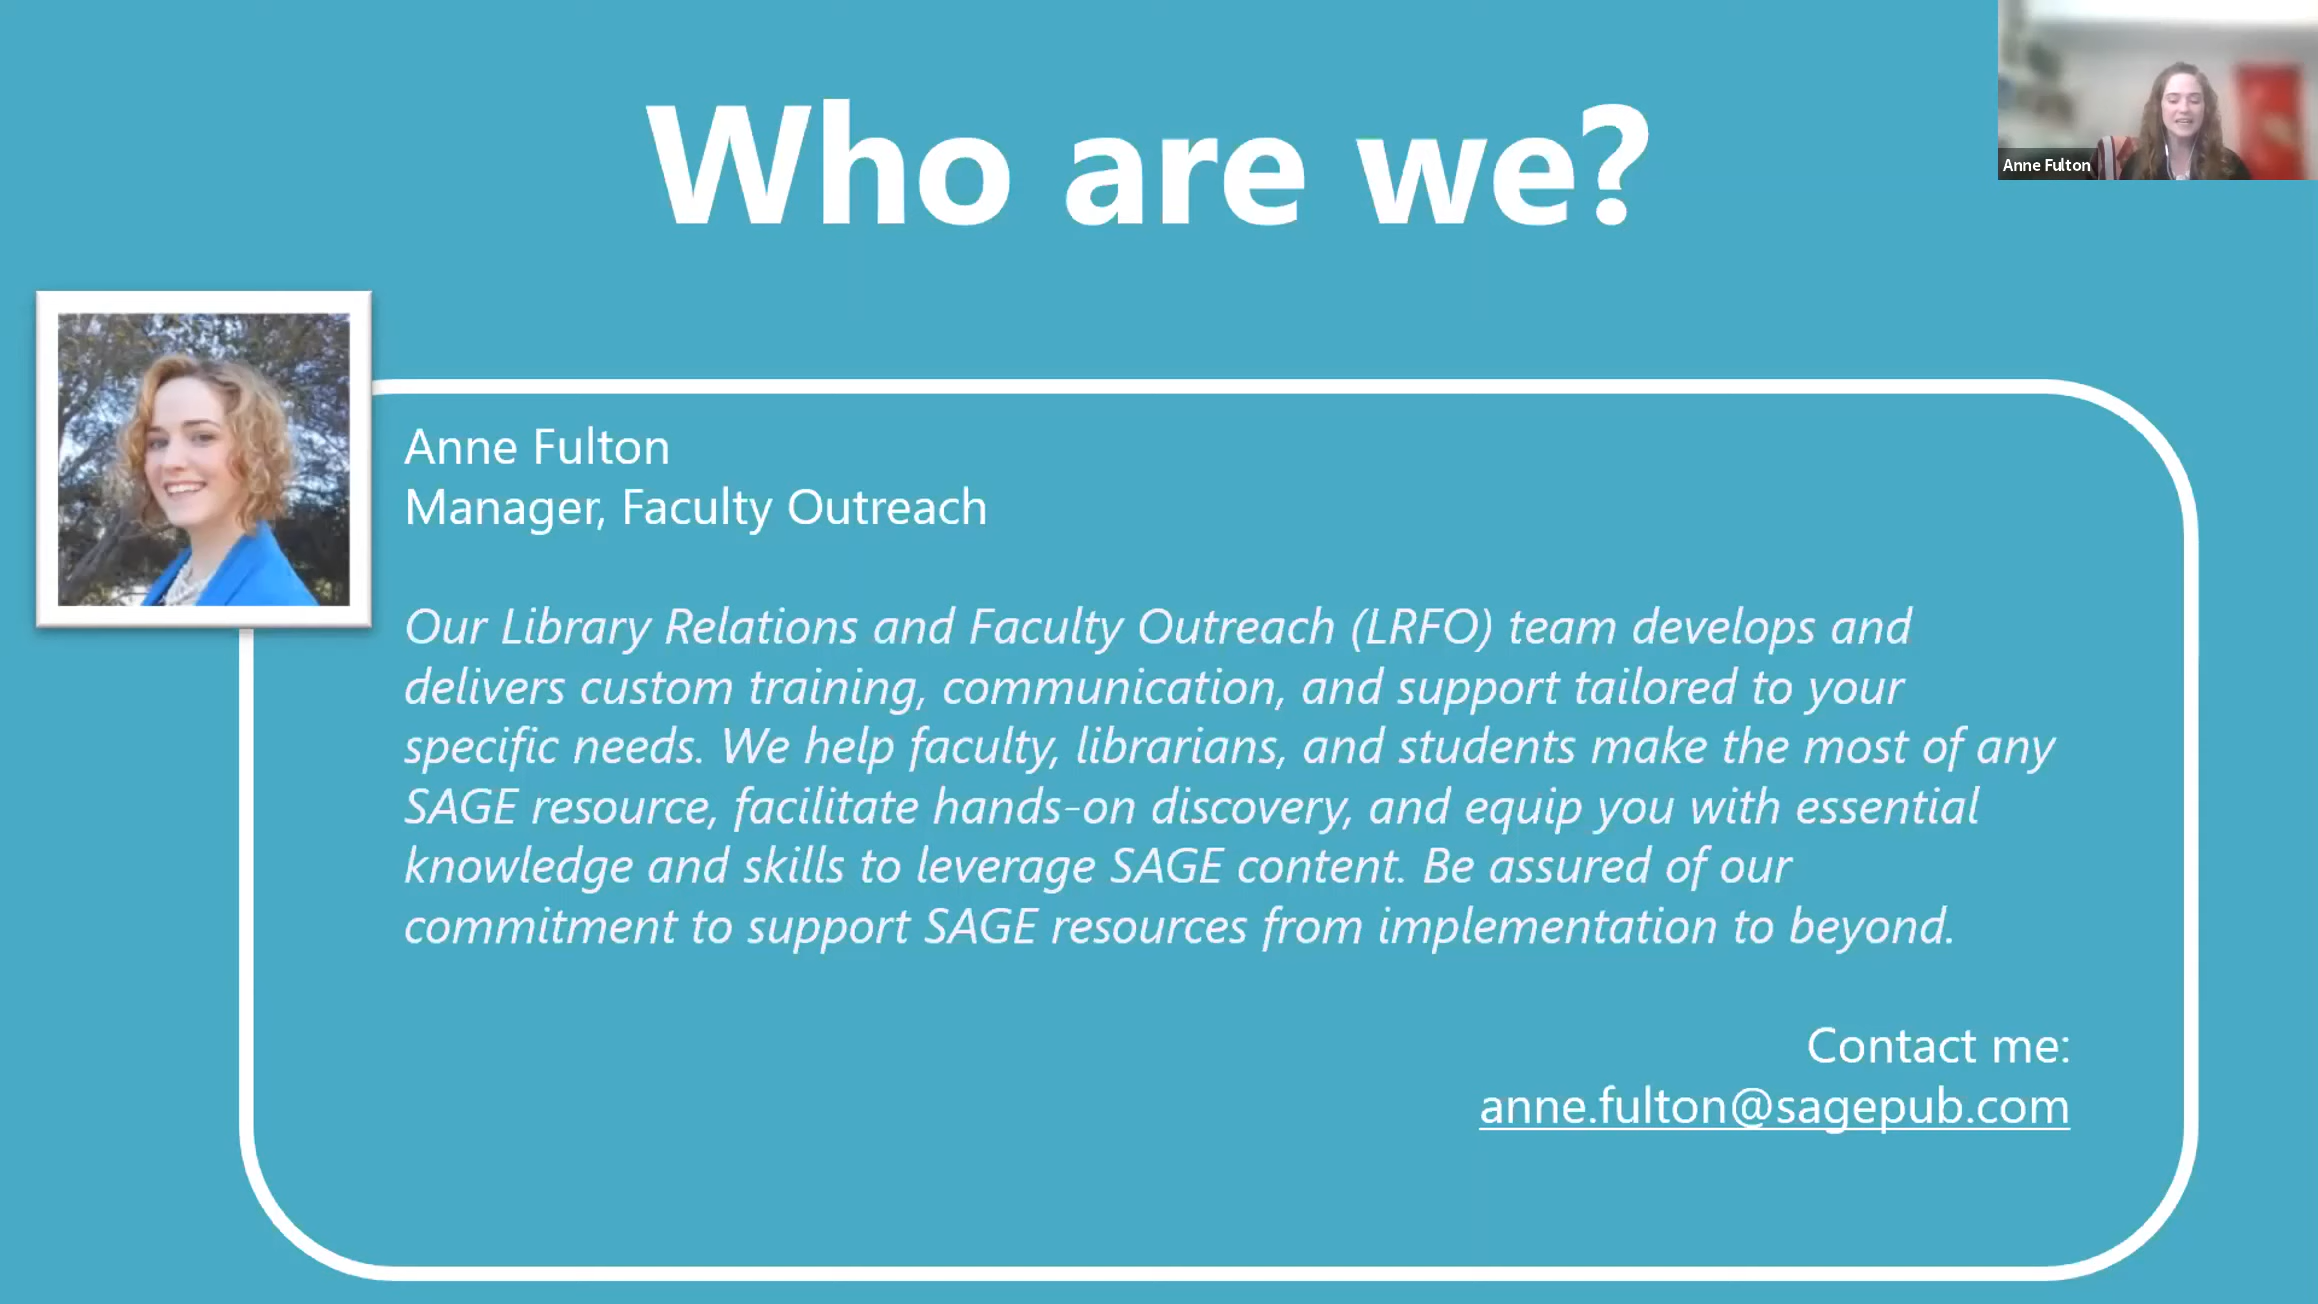 Who are we?
Anne Fulton
Anne Fulton
Manager, Faculty Outreach
Our Library Relations and Faculty Outreach (LRFO) team develops and
delivers custom training, communication, and support tailored to your
specific needs. We help faculty, librarians, and students make the most of any
SAGE resource, facilitate hands-on discovery, and equip you with essential
knowledge and skills to leverage SAGE content. Be assured of our
commitment to support SAGE resources from implementation to beyond.
Contact me:
anne.fulton@sagepub.com